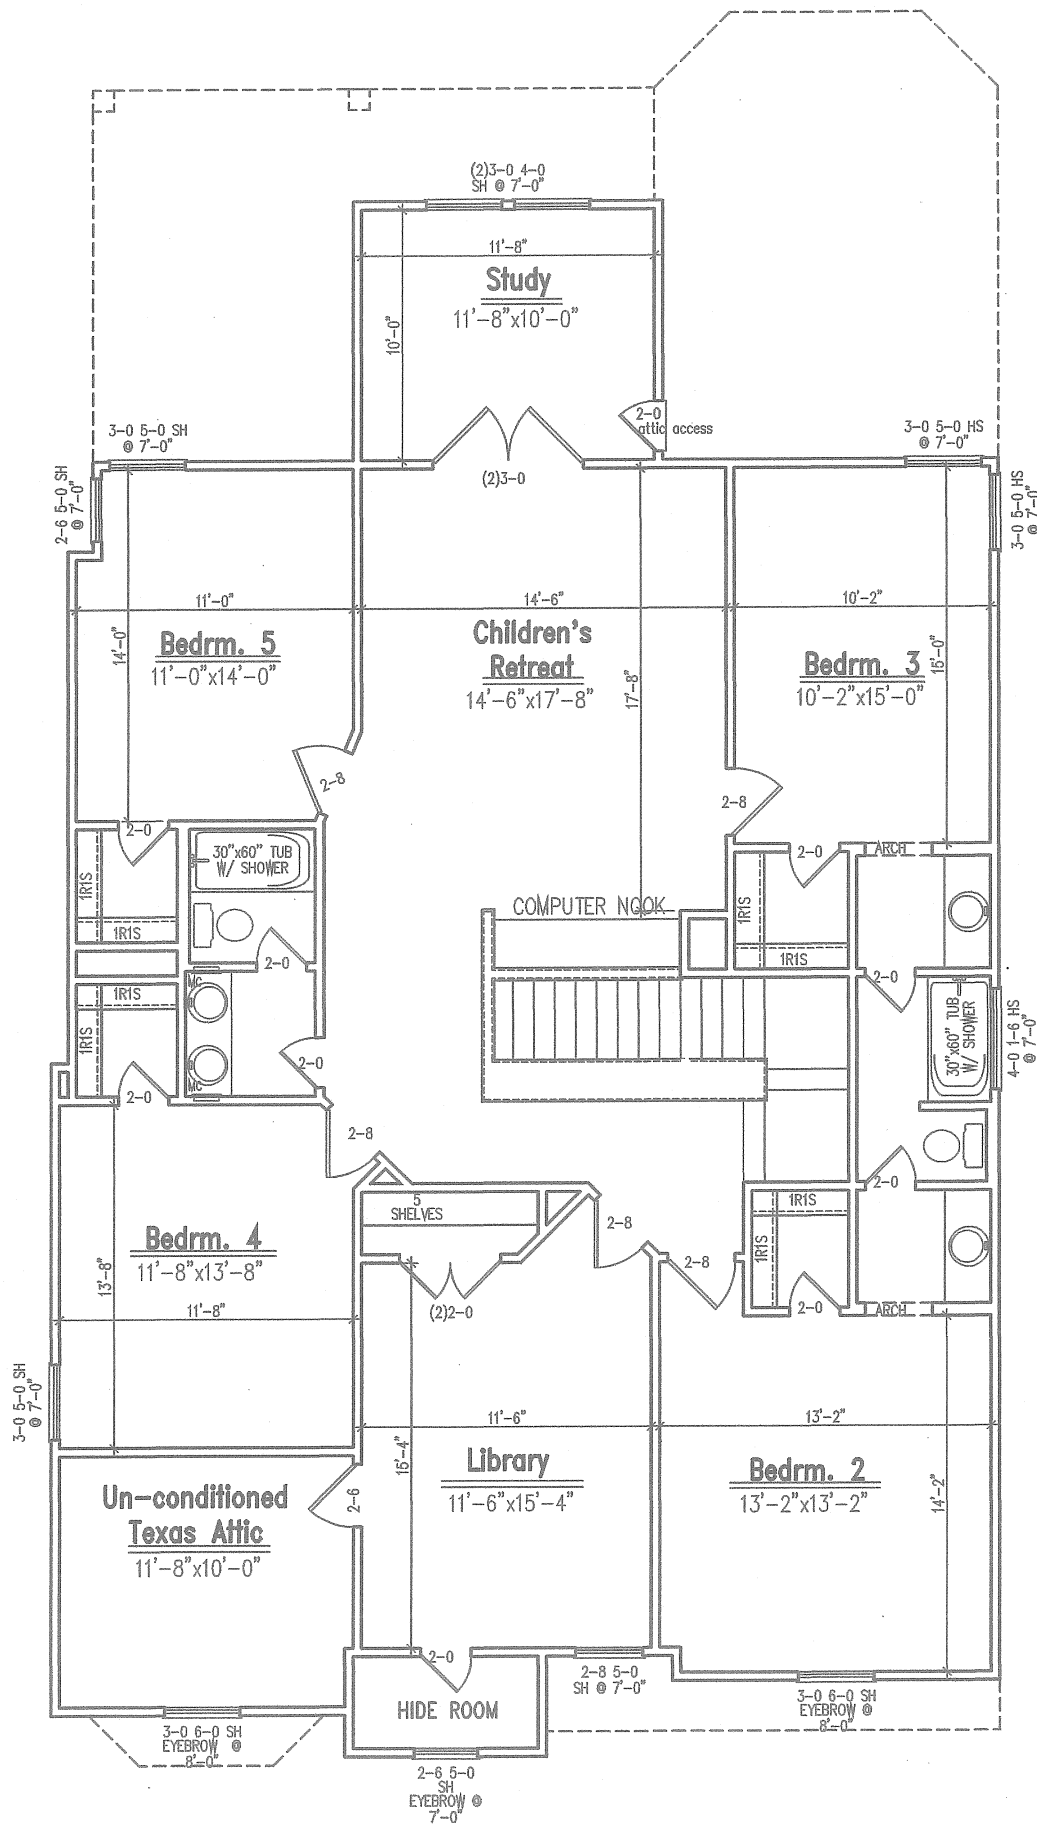 (2)3-0 4-0
SH @ 7'-0"
11'-8"
Study
11'-8"x10'-0"
10'-0"
2-0
attic access
3-0 5-0 SH
@ 7'-0"
3-0 5-0 HS
@ 7'-0"
2-6 5-0 SH
@ 7'-0"
(2)3-0
3-0 5-0 HS
@ 7'-0"
11'-0"
14'-6"
10'-2"
Bedrm. 5
11'-0"x14'-0"
14'-0"
Children's
Retreat
14'-6"x17'-8"
17'-8"
Bedrm. 3
10'-2"x15'-0"
15'-0"
2-8
2-8
2-0
30"x60" TUB
W/ SHOWER
2-0
ARCH
1R1S
1R1S
COMPUTER NOOK
1R1S
1R1S
2-0
2-0
1R1S
1R1S
MC
MC
30"x60" TUB
W/ SHOWER
4-0 1-6 HS
@ 7'-0"
2-0
2-0
2-8
2-0
5
SHELVES
1R1S
1R1S
2-8
2-8
Bedrm. 4
11'-8"x13'-8"
13'-8"
11'-8"
(2)2-0
2-0
ARCH
3-0 5-0 SH
@ 7'-0"
11'-6"
13'-2"
15'-4"
Library
11'-6"x15'-4"
Bedrm. 2
13'-2"x13'-2"
14'-2"
Un-conditioned
Texas Attic
11'-8"x10'-0"
2-6
2-0
HIDE ROOM
2-8 5-0
SH @ 7'-0"
3-0 6-0 SH
EYEBROW @
8'-0"
3-0 6-0 SH
EYEBROW @
8'-0"
2-6 5-0
SH
EYEBROW @
7'-0"